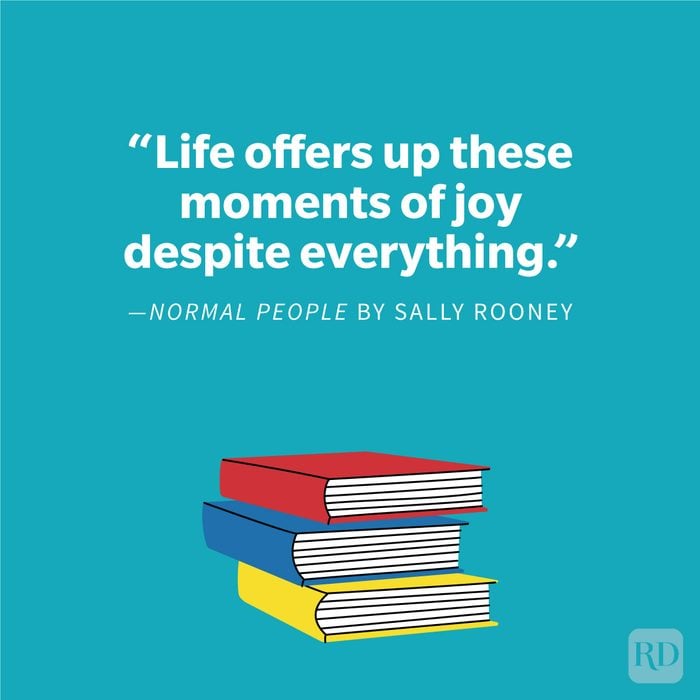 “Life offers up these
moments of joy
despite everything.”
—NORMAL PEOPLE BY SALLY ROONEY
RD